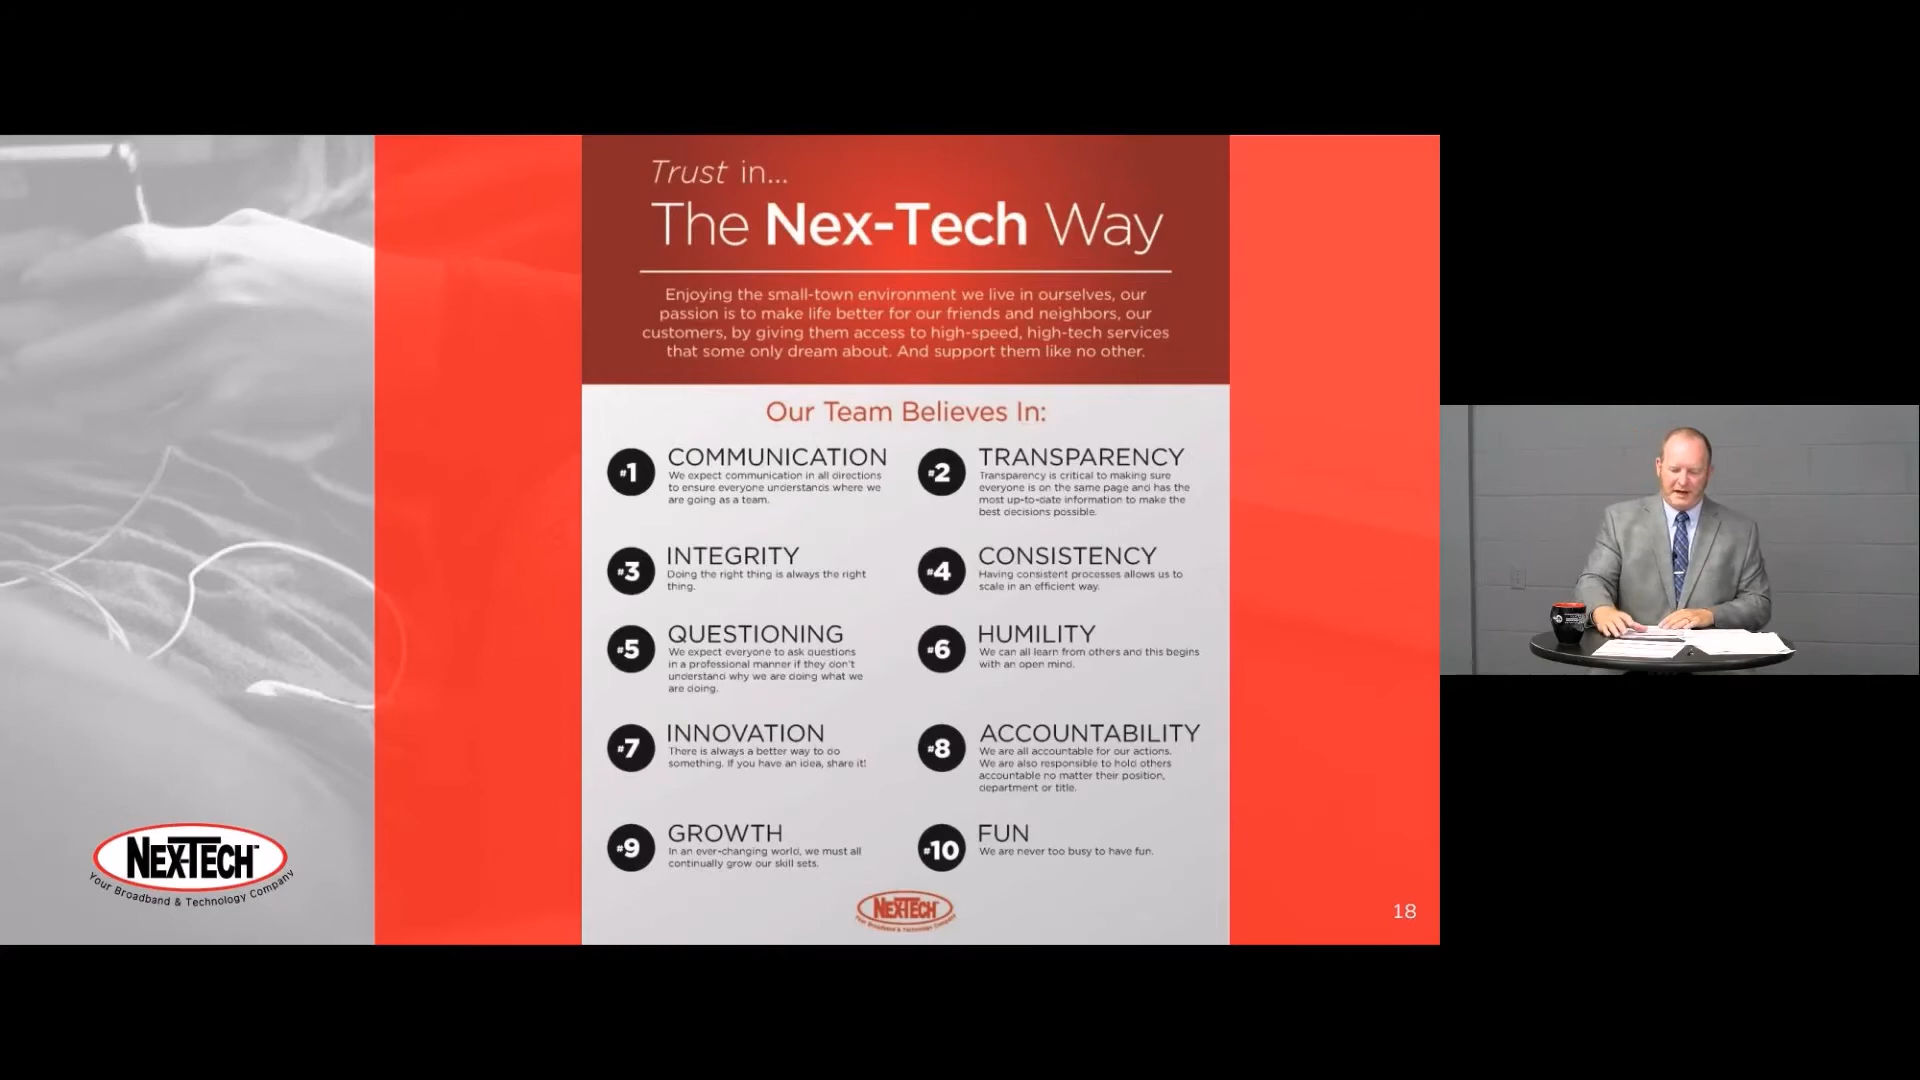 Trust in...
The Nex-Tech Way
Enjoying the small-town environment we live in ourselves, our
passion is to make life better for our friends and neighbors, our
customers, by giving them access to high-speed, high-tech services
that some only dream about. And support them like no other.
Our Team Believes In:
#1
COMMUNICATION
We expect communication in all directions
to ensure everyone understands where we
are going as a team.
#2
TRANSPARENCY
Transparency is critical to making sure
everyone is on the same page and has the
most up-to-date information to make the
best decisions possible.
#3
INTEGRITY
Doing the right thing is always the right
thing.
#4
CONSISTENCY
Having consistent processes allows us to
scale in an efficient way.
#5
QUESTIONING
We expect everyone to ask questions
in a professional manner if they don't
understand why we are doing what we
are doing.
#6
HUMILITY
We can all learn from others and this begins
with an open mind.
#7
INNOVATION
There is always a better way to do
something. If you have an idea, share it!
#8
ACCOUNTABILITY
We are all accountable for our actions.
We are also responsible to hold others
accountable no matter their position,
department or title.
#9
GROWTH
In an ever-changing world, we must all
continually grow our skill sets.
#10
FUN
We are never too busy to have fun.
NEX-TECH
Your Broadband & Technology Company
NEX-TECH™
Your Broadband & Technology Company
18